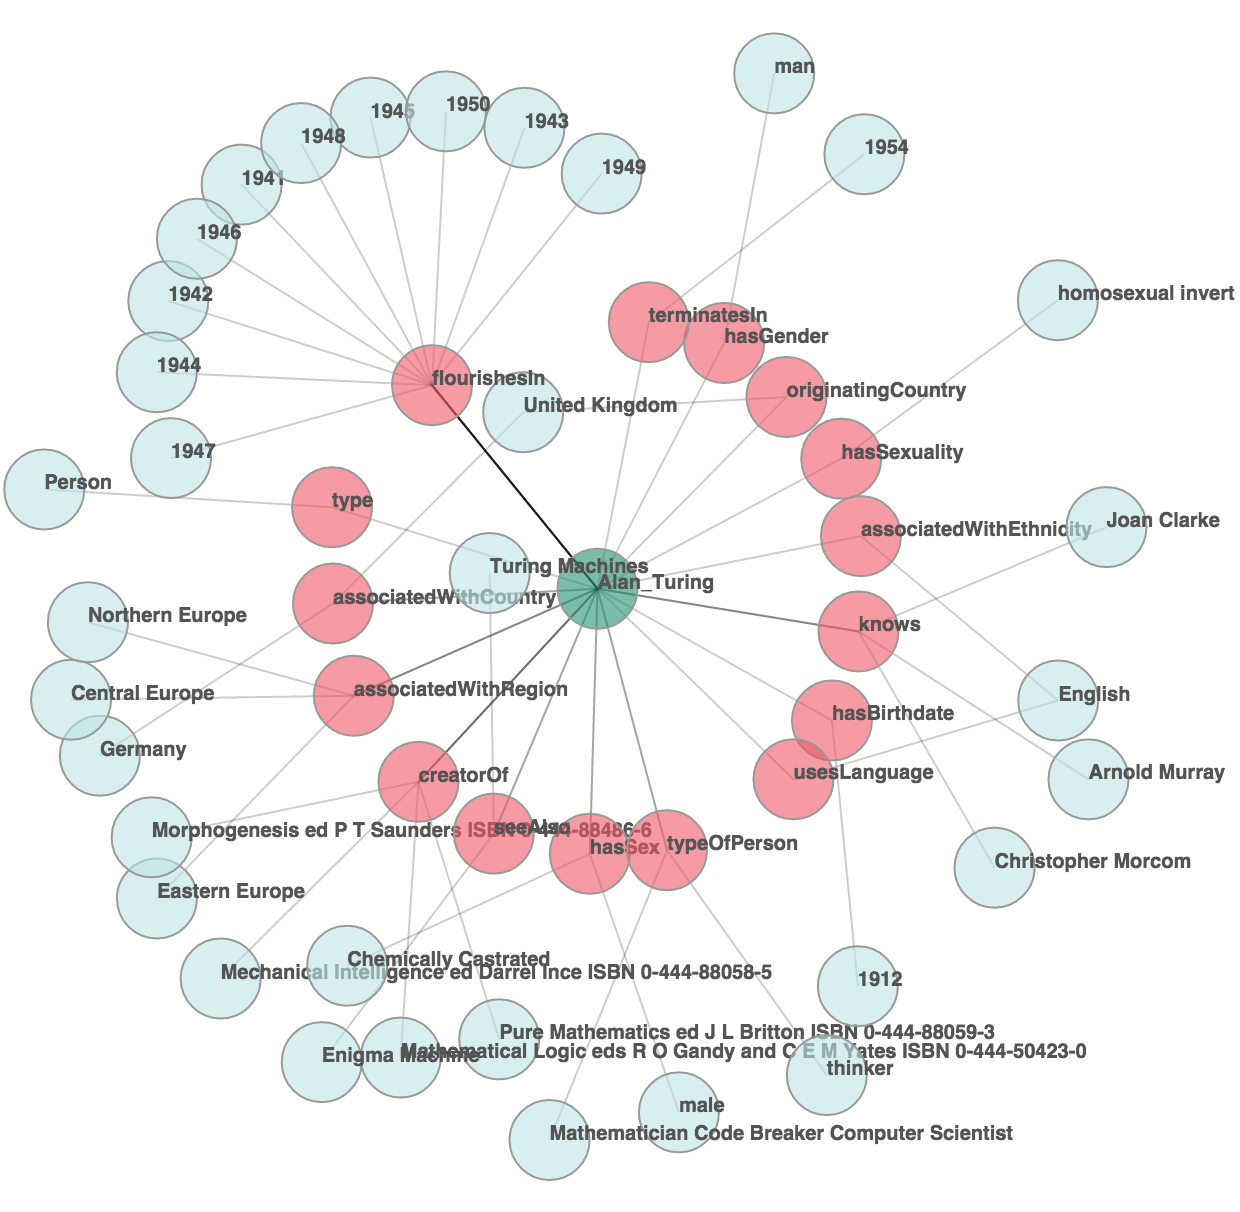 man
1950
1945
1943
1948
1954
1949
1941
1946
homosexual invert
1942
terminatesIn
hasGender
1944
flourishesIn
originatingCountry
United Kingdom
1947
hasSexuality
Person
type
Joan Clarke
associatedWithEthnicity
Turing Machines
Alan_Turing
associatedWithCountry
Northern Europe
knows
Central Europe
associatedWithRegion
English
hasBirthdate
Germany
usesLanguage
Arnold Murray
creatorOf
Morphogenesis ed P T Saunders ISBN 0-444-88486-6
seeAlso
hasSex
typeOfPerson
Christopher Morcom
Eastern Europe
Chemically Castrated
Mechanical Intelligence ed Darrel Ince ISBN 0-444-88058-5
1912
Pure Mathematics ed J L Britton ISBN 0-444-88059-3
Enigma Machine
Mathematical Logic eds R O Gandy and C E M Yates ISBN 0-444-50423-0
thinker
male
Mathematician Code Breaker Computer Scientist